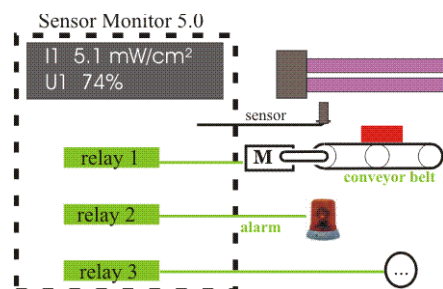 Sensor Monitor 5.0
I1 5.1 mW/cm²
U1 74%
sensor
relay 1
M
conveyor belt
relay 2
alarm
relay 3
...